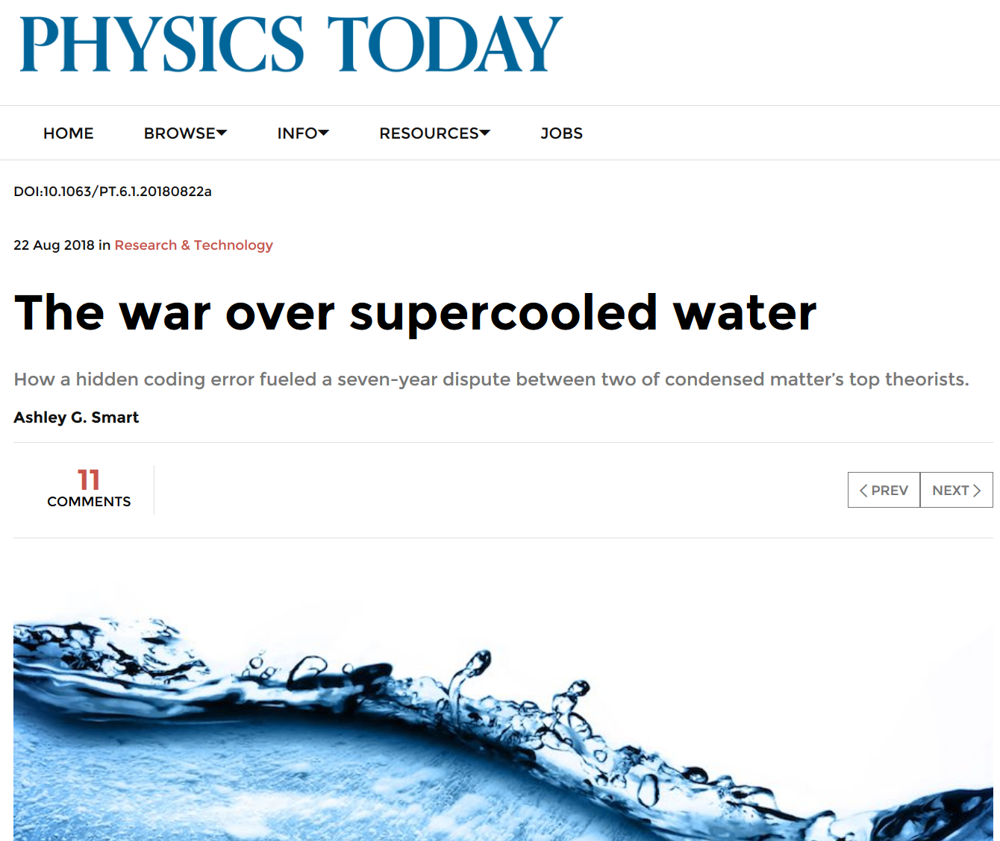 PHYSICS TODAY
HOME BROWSE INFO RESOURCES JOBS
DOI:10.1063/PT.6.1.20180822a
22 Aug 2018 in Research & Technology
The war over supercooled water
How a hidden coding error fueled a seven-year dispute between two of condensed matter’s top theorists.
Ashley G. Smart
11
COMMENTS
PREV NEXT